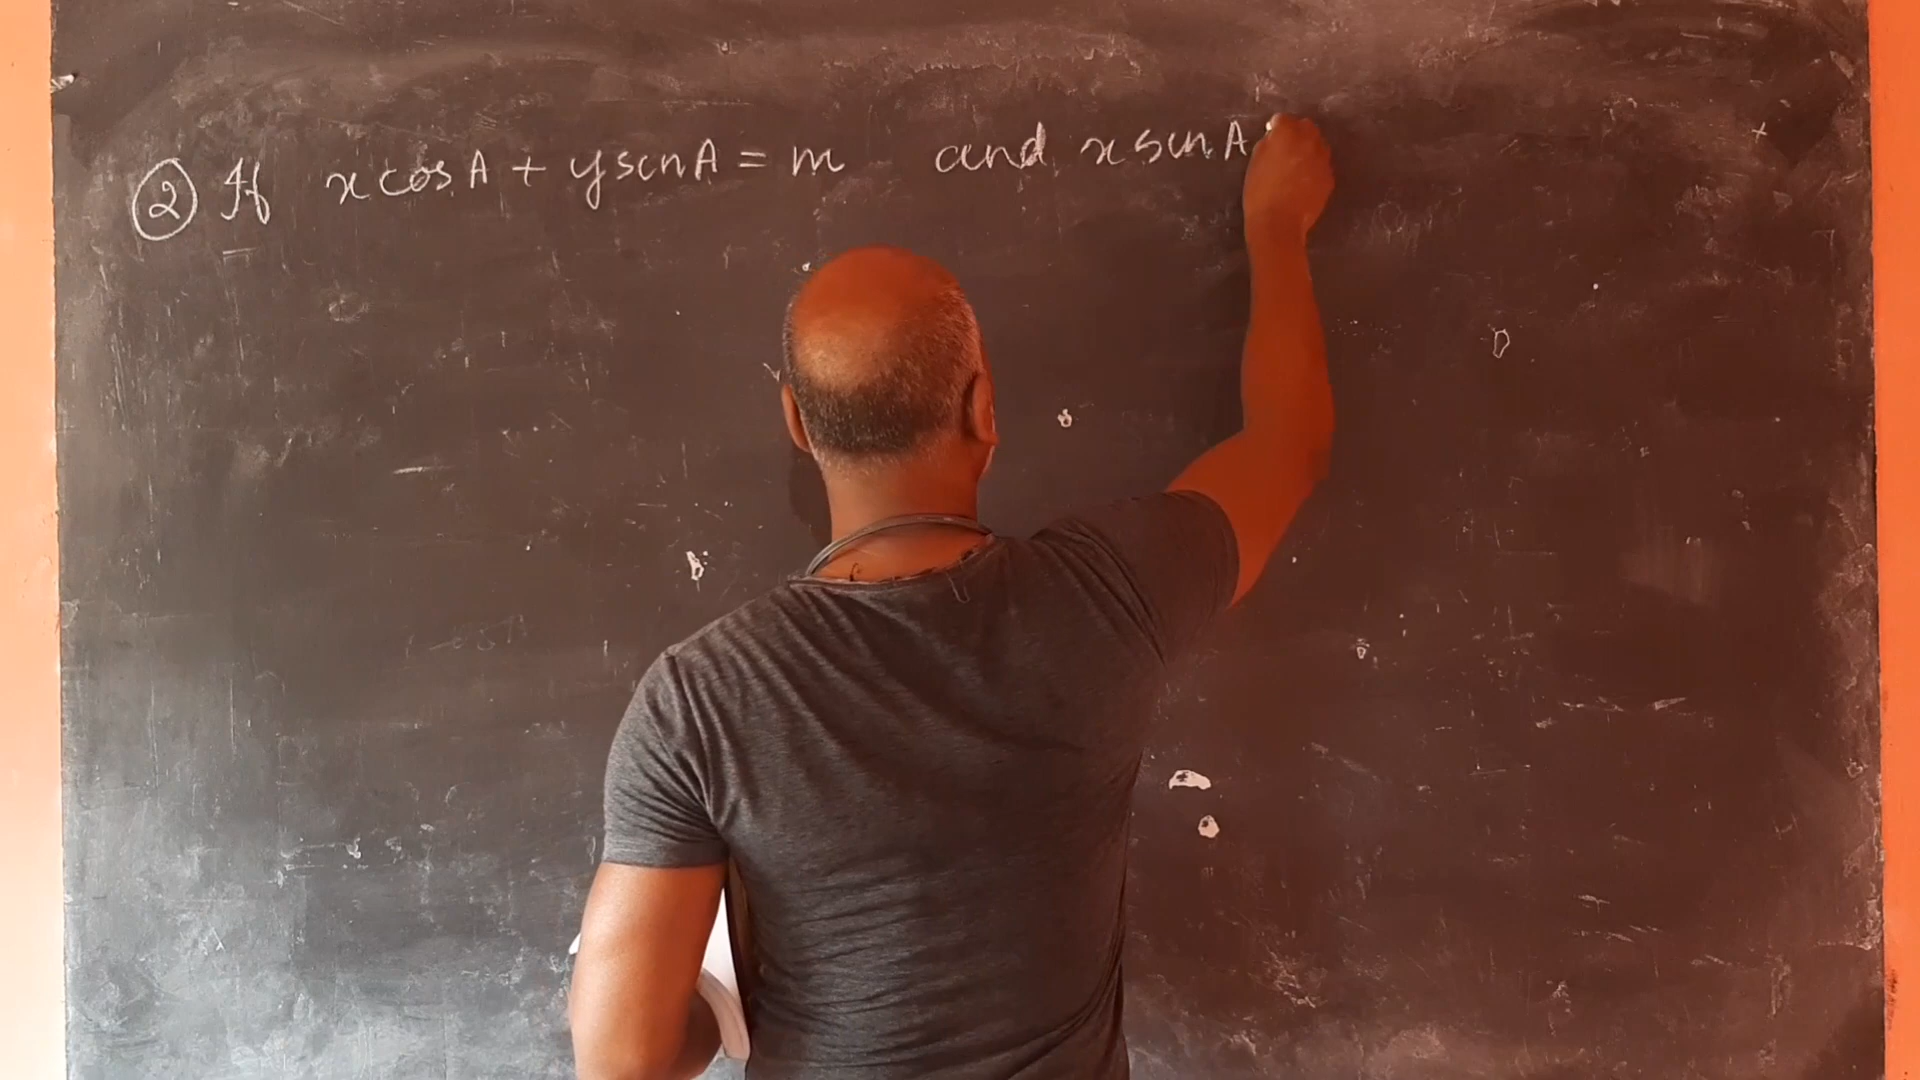 ② If x cos A + y sin A = m and x sin A